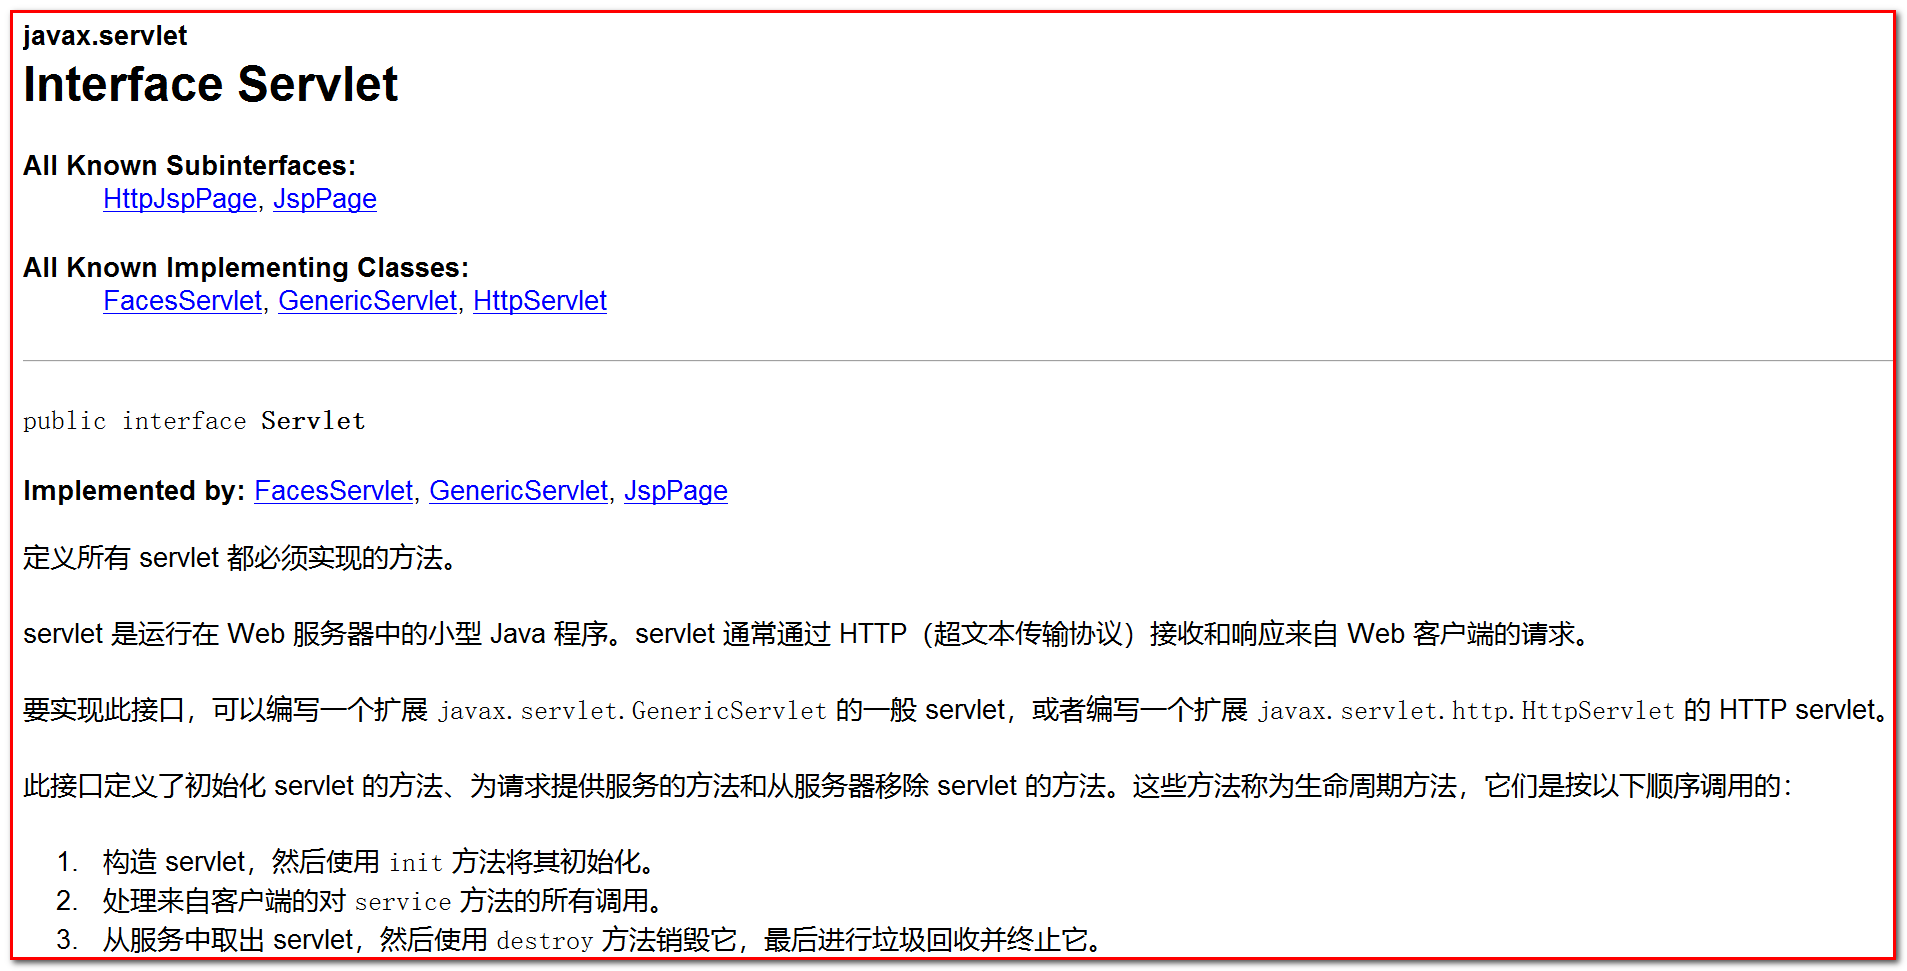 javax.servlet
Interface Servlet
All Known Subinterfaces:
HttpJspPage, JspPage
All Known Implementing Classes:
FacesServlet, GenericServlet, HttpServlet
public interface Servlet
Implemented by: FacesServlet, GenericServlet, JspPage
定义所有 servlet 都必须实现的方法。
servlet 是运行在 Web 服务器中的小型 Java 程序。servlet 通常通过 HTTP（超文本传输协议）接收和响应来自 Web 客户端的请求。
要实现此接口，可以编写一个扩展 javax.servlet.GenericServlet 的一般 servlet，或者编写一个扩展 javax.servlet.http.HttpServlet 的 HTTP servlet。
此接口定义了初始化 servlet 的方法、为请求提供服务的方法和从服务器移除 servlet 的方法。这些方法称为生命周期方法，它们是按以下顺序调用的：
1. 构造 servlet，然后使用 init 方法将其初始化。
2. 处理来自客户端的对 service 方法的所有调用。
3. 从服务中取出 servlet，然后使用 destroy 方法销毁它，最后进行垃圾回收并终止它。